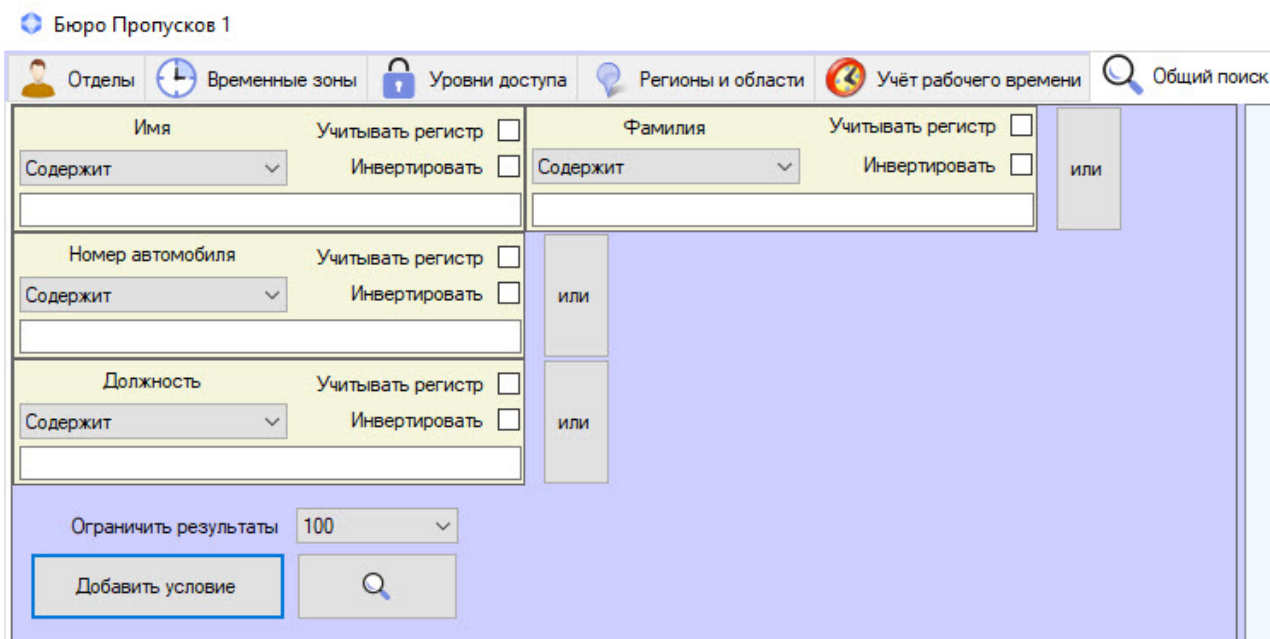 Бюро Пропусков 1
Отделы Временные зоны Уровни доступа Регионы и области Учёт рабочего времени Общий поиск
Имя Учитывать регистр Фамилия Учитывать регистр
Содержит Инвертировать Содержит Инвертировать или
Номер автомобиля Учитывать регистр
Содержит Инвертировать или
Должность Учитывать регистр
Содержит Инвертировать или
Ограничить результаты 100
Добавить условие